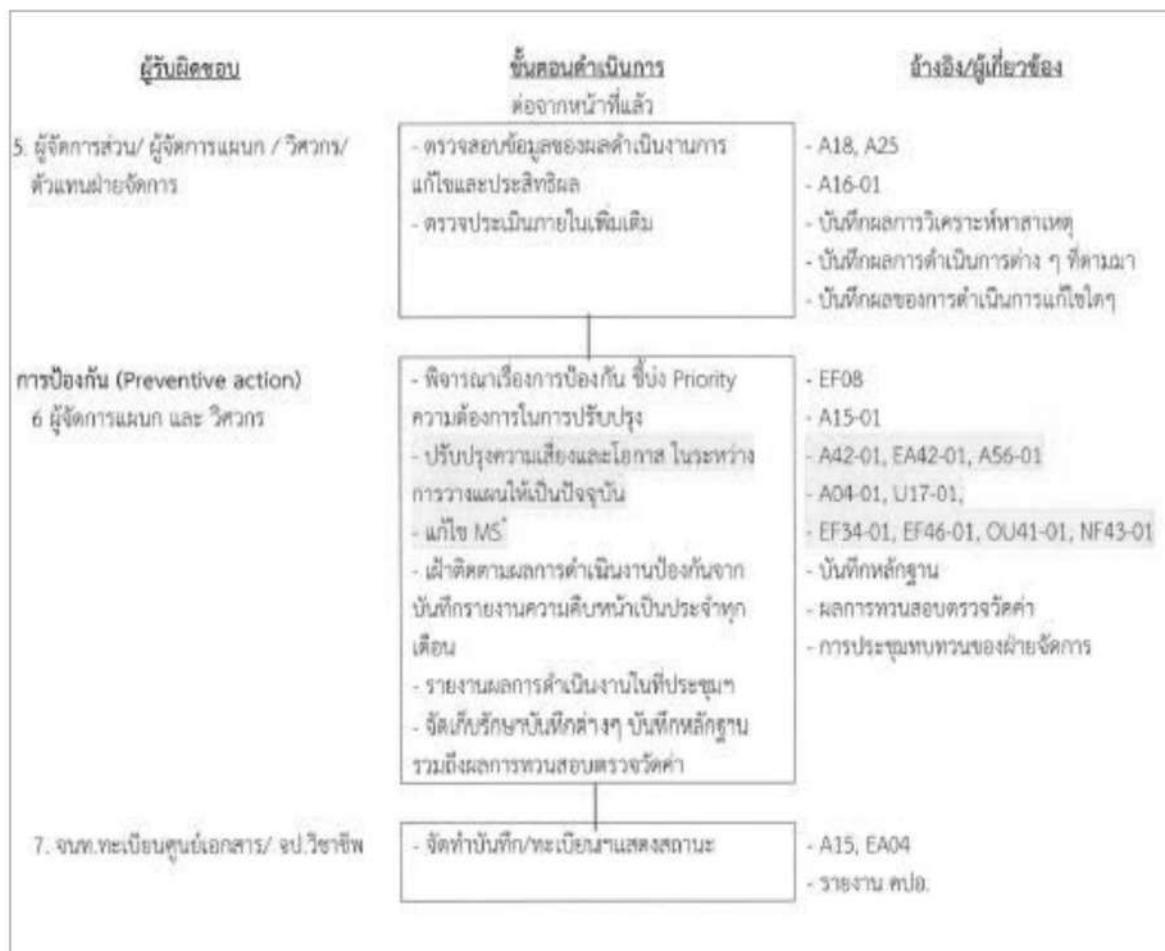 ผู้รับผิดชอบ
ขั้นตอนดำเนินการ
อ้างอิง/ผู้เกี่ยวข้อง
ต่อจากหน้าที่แล้ว
5. ผู้จัดการส่วน/ ผู้จัดการแผนก / วิศวกร/
ตัวแทนฝ่ายจัดการ
- ตรวจสอบข้อมูลของผลดำเนินงานการ
แก้ไขและประสิทธิผล
- ตรวจประเมินภายในเพิ่มเติม
- A18, A25
- A16-01
- บันทึกผลการวิเคราะห์หาสาเหตุ
- บันทึกผลการดำเนินการต่าง ๆ ที่ตามมา
- บันทึกผลของการดำเนินการแก้ไขใดๆ
การป้องกัน (Preventive action)
6 ผู้จัดการแผนก และ วิศวกร
- พิจารณาเรื่องการป้องกัน ชี้บ่ง Priority
ความต้องการในการปรับปรุง
- ปรับปรุงความเสี่ยงและโอกาส ในระหว่าง
การวางแผนให้เป็นปัจจุบัน
- แก้ไข MS*
- เฝ้าติดตามผลการดำเนินงานป้องกันจาก
บันทึกรายงานความคืบหน้าเป็นประจำทุก
เดือน
- รายงานผลการดำเนินงานในที่ประชุมฯ
- จัดเก็บรักษาบันทึกต่างๆ บันทึกหลักฐาน
รวมถึงผลการทวนสอบตรวจวัดค่า
- EF08
- A15-01
- A42-01, EA42-01, A56-01
- A04-01, U17-01,
- EF34-01, EF46-01, OU41-01, NF43-01
- บันทึกหลักฐาน
- ผลการทวนสอบตรวจวัดค่า
- การประชุมทบทวนของฝ่ายจัดการ
7. จนท.ทะเบียนศูนย์เอกสาร/ จป.วิชาชีพ
- จัดทำบันทึก/ทะเบียนฯแสดงสถานะ
- A15, EA04
- รายงาน คปอ.